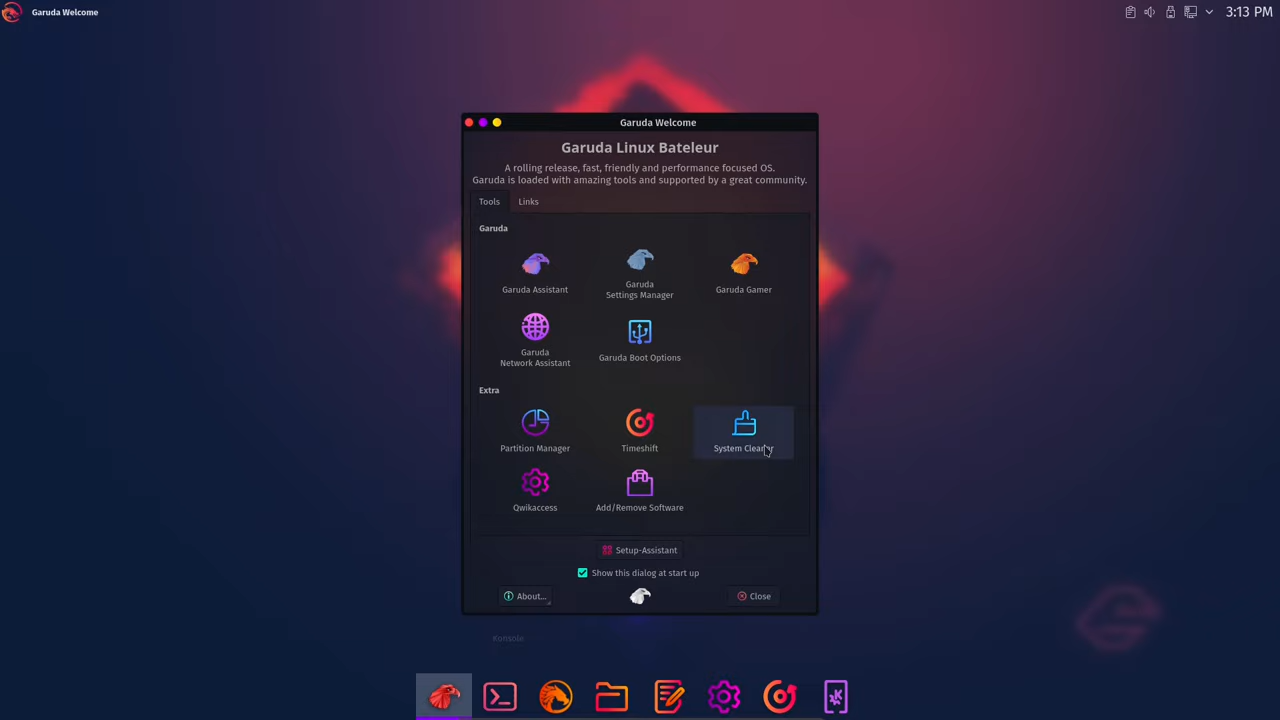 Garuda Welcome
3:13 PM
Garuda Welcome
Garuda Linux Bateleur
A rolling release, fast, friendly and performance focused OS.
Garuda is loaded with amazing tools and supported by a great community.
Tools Links
Garuda
Garuda Assistant
Garuda
Settings Manager
Garuda Gamer
Garuda
Network Assistant
Garuda Boot Options
Extra
Partition Manager
Timeshift
System Cleaner
Qwikaccess
Add/Remove Software
Setup-Assistant
Show this dialog at start up
About...
Close
Konsole